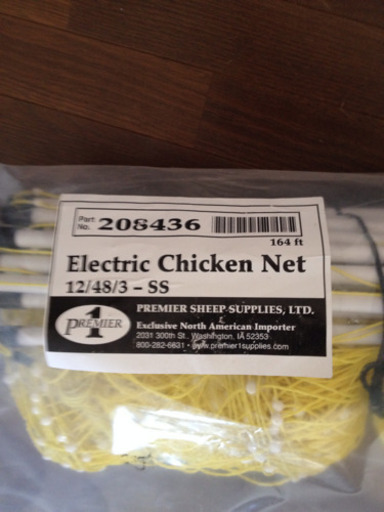 Part
No. 208436
164 ft
Electric Chicken Net
12/48/3 – SS
PREMIER 1
PREMIER SHEEP SUPPLIES, LTD.
Exclusive North American Importer
2031 300th St., Washington, IA 52353
800-282-6631 • www.premier1supplies.com